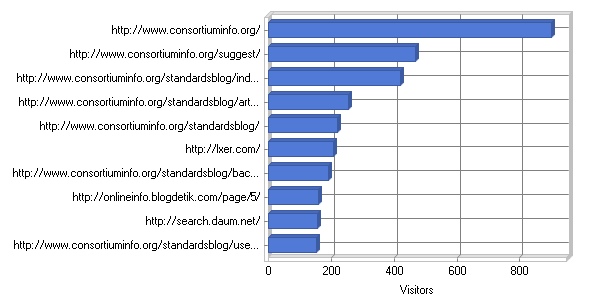 http://www.consortiuminfo.org/
http://www.consortiuminfo.org/suggest/
http://www.consortiuminfo.org/standardsblog/ind...
http://www.consortiuminfo.org/standardsblog/art...
http://www.consortiuminfo.org/standardsblog/
http://lxer.com/
http://www.consortiuminfo.org/standardsblog/bac...
http://onlineinfo.blogdetik.com/page/5/
http://search.daum.net/
http://www.consortiuminfo.org/standardsblog/use...
0 200 400 600 800
Visitors